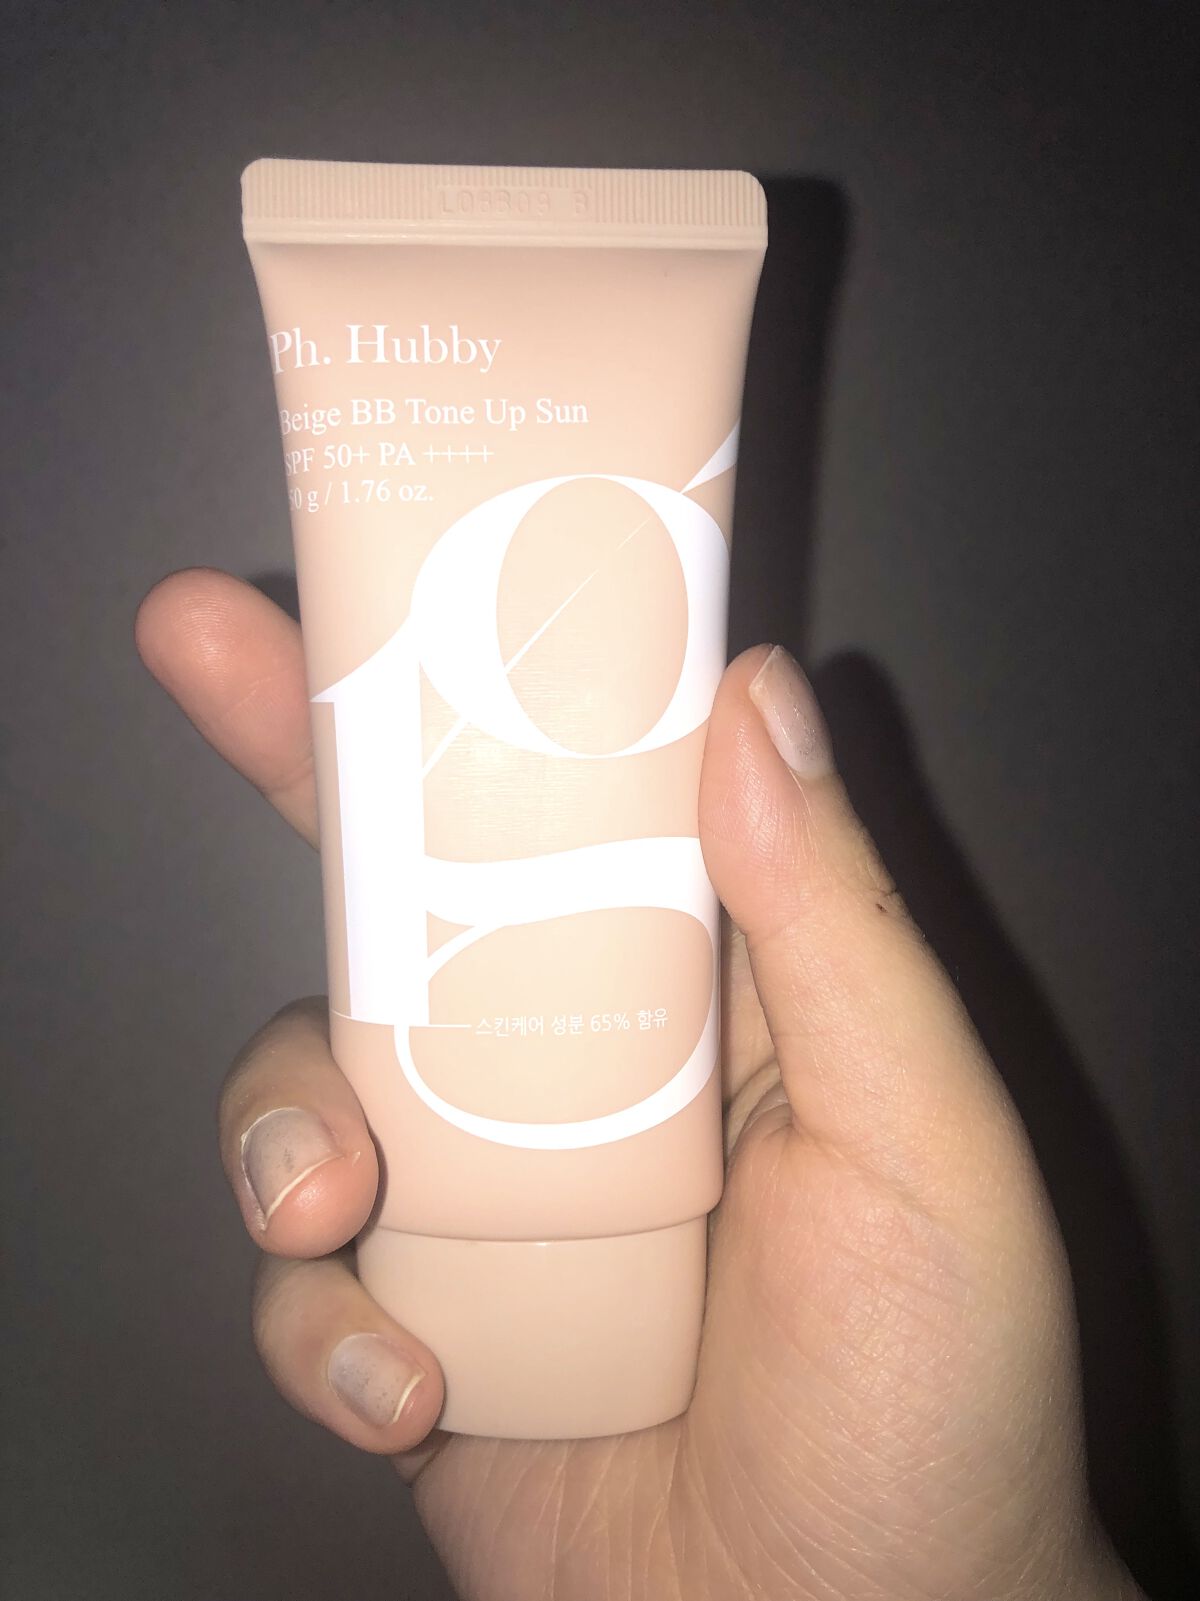 Ph. Hubby
Beige BB Tone Up Sun
SPF 50+ PA ++++
50 g / 1.76 oz.
1g
스킨케어 성분 65% 함유